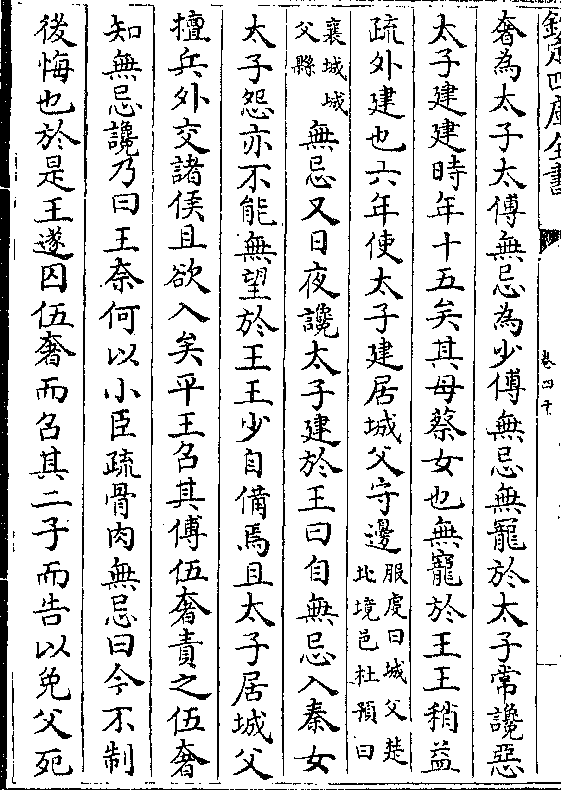 欽定四庫全書
卷四十
奢為太子太傅無忌為少傅無忌無寵於太子常讒惡
太子建建時年十五矣其母蔡女也無寵於王王稍益
疏外建也六年使太子建居城父守邊服虔曰城父楚北境邑杜預曰
襄城城父縣無忌又日夜讒太子建於王曰自無忌入秦女
太子怨亦不能無望於王王少自備焉且太子居城父
擅兵外交諸侯且欲入矣平王召其傅伍奢責之伍奢
知無忌讒乃曰王奈何以小臣疏骨肉無忌曰今不制
後悔也於是王遂囚伍奢而召其二子而告以免父死